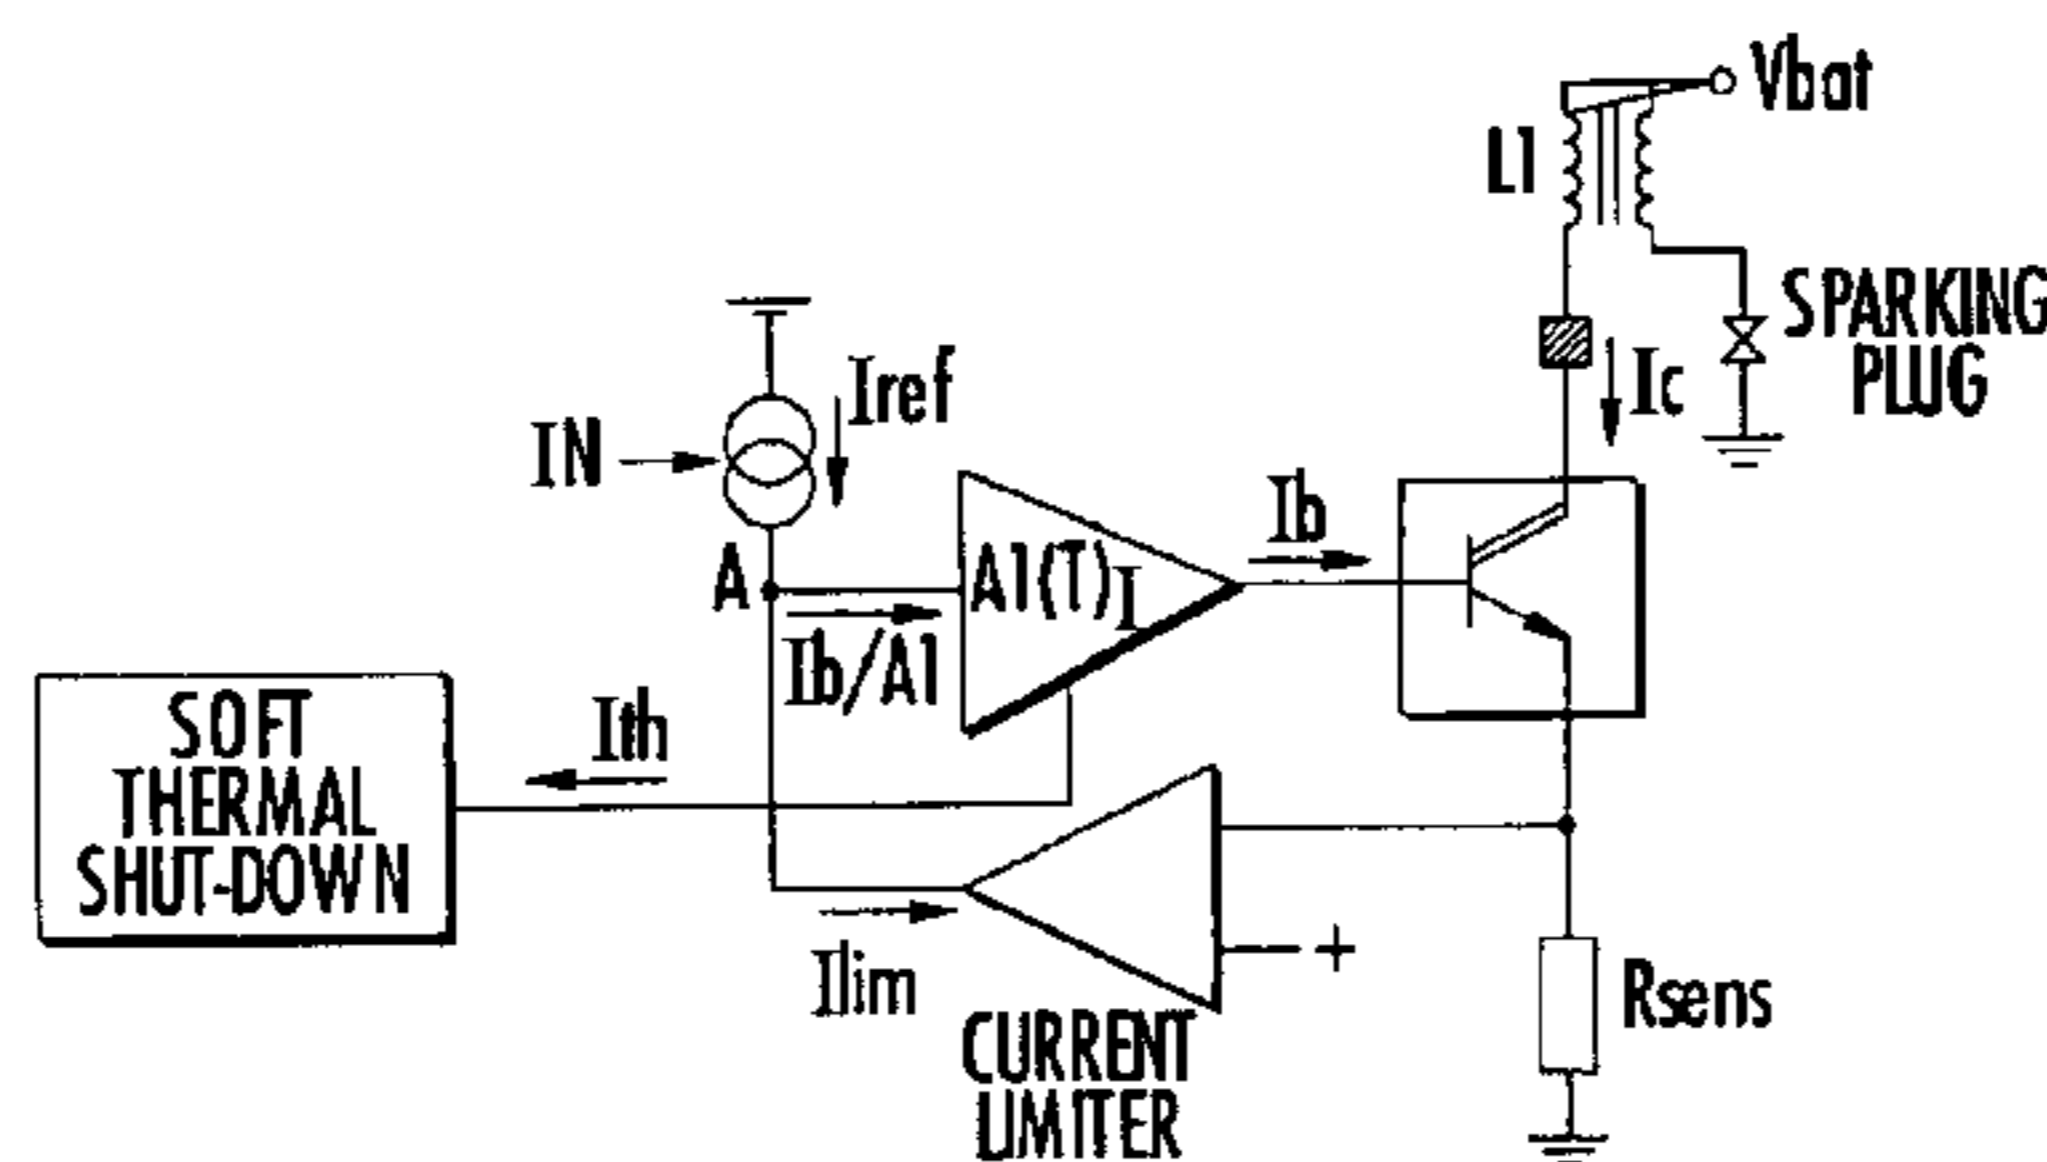 Vbat
L1
SPARKING
PLUG
Iref
Ic
IN
Ib
A
A1(T)I
Ib/A1
SOFT
THERMAL
SHUT-DOWN
Ith
+
Ilim
Rsens
CURRENT
LIMITER